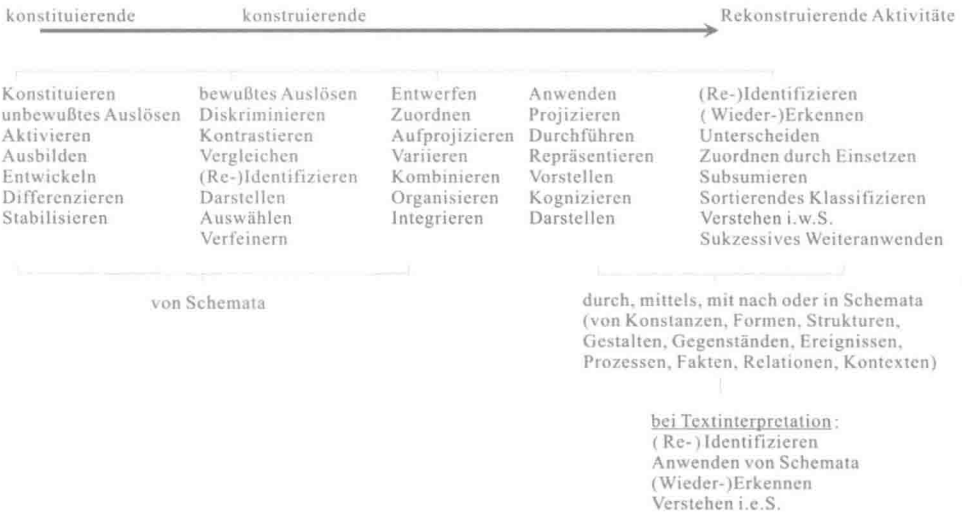 konstituierende
konstruierende
Rekonstruierende Aktivitäte
Konstituieren
unbewußtes Auslösen
Aktivieren
Ausbilden
Entwickeln
Differenzieren
Stabilisieren
bewußtes Auslösen
Diskriminieren
Kontrastieren
Vergleichen
(Re-)Identifizieren
Darstellen
Auswählen
Verfeinern
Entwerfen
Zuordnen
Aufprojizieren
Variieren
Kombinieren
Organisieren
Integrieren
Anwenden
Projizieren
Durchführen
Repräsentieren
Vorstellen
Kognizieren
Darstellen
(Re-)Identifizieren
(Wieder-)Erkennen
Unterscheiden
Zuordnen durch Einsetzen
Subsumieren
Sortierendes Klassifizieren
Verstehen i.w.S.
Sukzessives Weiteranwenden
von Schemata
durch, mittels, mit nach oder in Schemata
(von Konstanzen, Formen, Strukturen,
Gestalten, Gegenständen, Ereignissen,
Prozessen, Fakten, Relationen, Kontexten)
bei Textinterpretation:
(Re-)Identifizieren
Anwenden von Schemata
(Wieder-)Erkennen
Verstehen i.e.S.